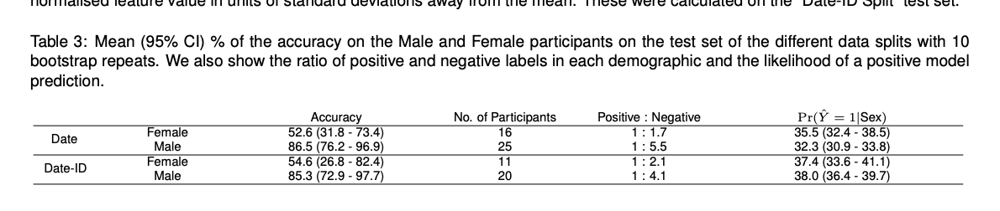 normalised feature value in units of standard deviations away from the mean. These were calculated on the "Date-ID Split" test set.
Table 3: Mean (95% CI) % of the accuracy on the Male and Female participants on the test set of the different data splits with 10
bootstrap repeats. We also show the ratio of positive and negative labels in each demographic and the likelihood of a positive model
prediction.
Accuracy No. of Participants Positive : Negative Pr(Ŷ = 1|Sex)
Date Female 52.6 (31.8 - 73.4) 16 1 : 1.7 35.5 (32.4 - 38.5)
Male 86.5 (76.2 - 96.9) 25 1 : 5.5 32.3 (30.9 - 33.8)
Date-ID Female 54.6 (26.8 - 82.4) 11 1 : 2.1 37.4 (33.6 - 41.1)
Male 85.3 (72.9 - 97.7) 20 1 : 4.1 38.0 (36.4 - 39.7)